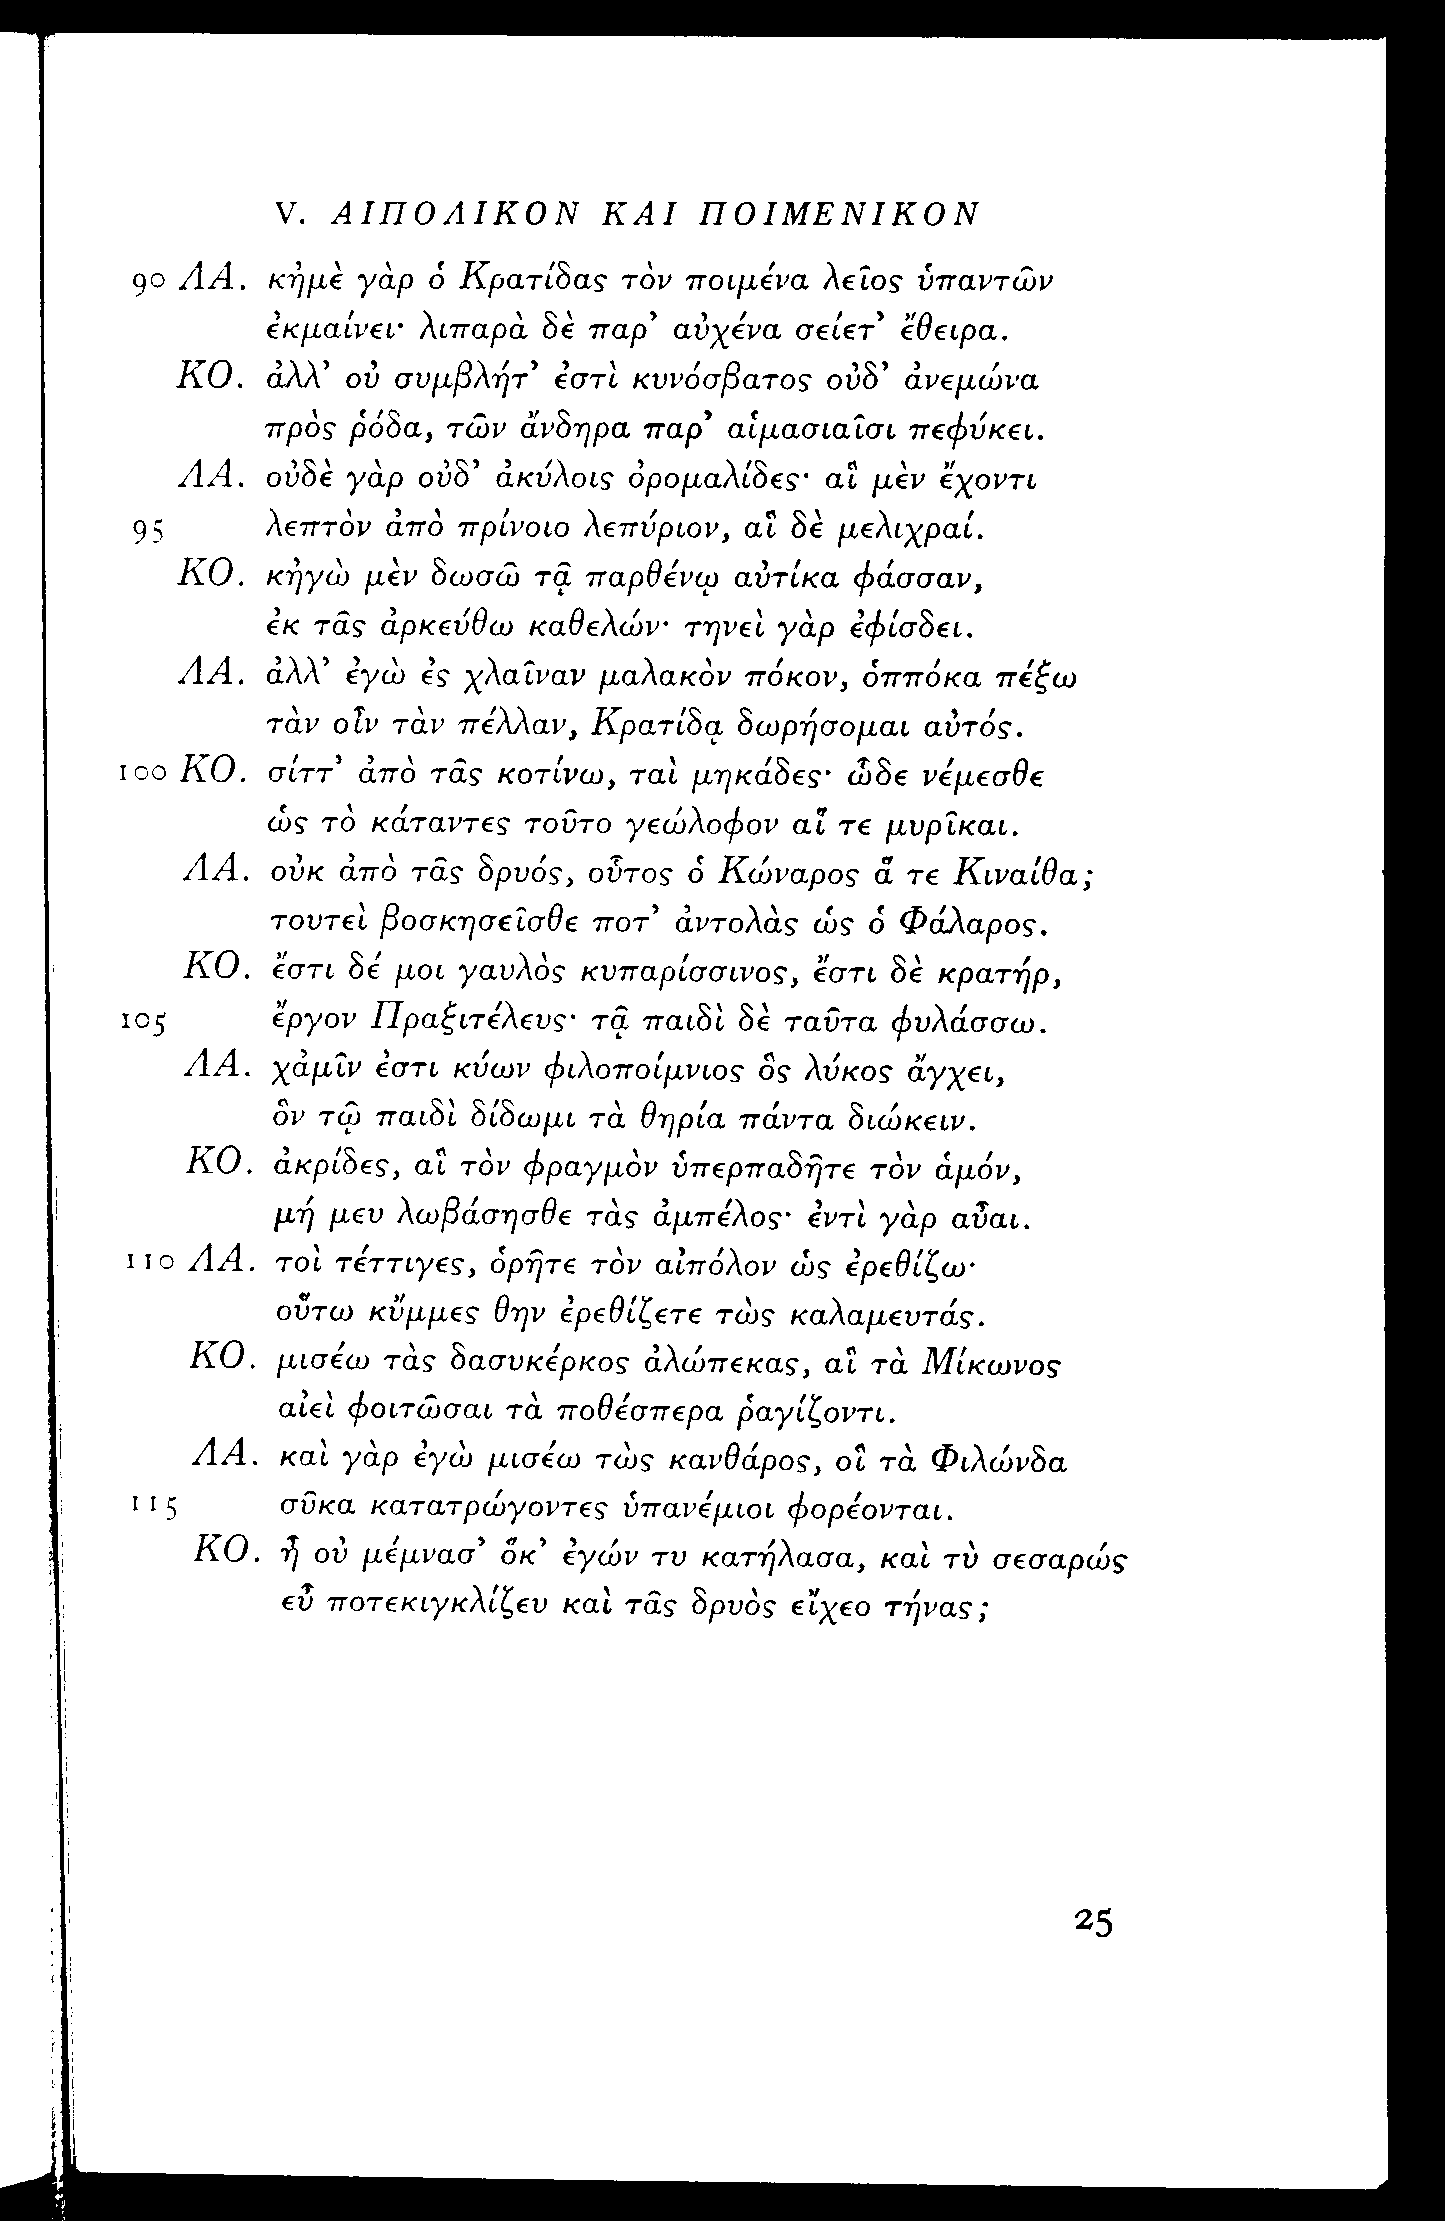 V. ΑΙΠΟΛΙΚΟΝ ΚΑΙ ΠΟΙΜΕΝΙΚΟΝ
90 ΛΑ. κἠμὲ γὰρ ὁ Κρατίδας τὸν ποιμένα λεῖος ὑπαντῶν
ἐκμαίνει· λιπαρὰ δὲ παρ’ αὐχένα σείετ’ ἔθειρα.
ΚΟ. ἀλλ’ οὐ συμβλήτ’ ἐστὶ κυνόσβατος οὐδ’ ἀνεμώνα
πρὸς ῥόδα, τῶν ἄνδηρα παρ’ αἱμασιαῖσι πεφύκει.
ΛΑ. οὐδὲ γὰρ οὐδ’ ἀκύλοις ὀρομαλίδες· αἳ μὲν ἔχοντι
95 λεπτὸν ἀπὸ πρίνοιο λεπύριον, αἳ δὲ μελιχραί.
ΚΟ. κἠγὼ μὲν δωσῶ τᾷ παρθένῳ αὐτίκα φάσσαν,
ἐκ τᾶς ἀρκεύθω καθελών· τηνεὶ γὰρ ἐφίσδει.
ΛΑ. ἀλλ’ ἐγὼ ἐς χλαῖναν μαλακὸν πόκον, ὁππόκα πέξω
τὰν οἶν τὰν πέλλαν, Κρατίδᾳ δωρήσομαι αὐτός.
100 ΚΟ. σίττ’ ἀπὸ τᾶς κοτίνω, ταὶ μηκάδες· ὧδε νέμεσθε
ὡς τὸ κάταντες τοῦτο γεώλοφον αἵ τε μυρῖκαι.
ΛΑ. οὐκ ἀπὸ τᾶς δρυός, οὗτος ὁ Κώναρος ἅ τε Κιναίθα;
τουτεὶ βοσκησεῖσθε ποτ’ ἀντολὰς ὡς ὁ Φάλαρος.
ΚΟ. ἔστι δέ μοι γαυλὸς κυπαρίσσινος, ἔστι δὲ κρατήρ,
105 ἔργον Πραξιτέλευς· τᾷ παιδὶ δὲ ταῦτα φυλάσσω.
ΛΑ. χἀμῖν ἐστι κύων φιλοποίμνιος ὃς λύκος ἄγχει,
ὃν τῷ παιδὶ δίδωμι τὰ θηρία πάντα διώκειν.
ΚΟ. ἀκρίδες, αἳ τὸν φραγμὸν ὑπερπαδῆτε τὸν ἁμόν,
μή μευ λωβάσησθε τὰς ἀμπέλος· ἐντὶ γὰρ αὖαι.
110 ΛΑ. τοὶ τέττιγες, ὁρῆτε τὸν αἰπόλον ὡς ἐρεθίζω·
οὕτω κὔμμες θην ἐρεθίζετε τὼς καλαμευτάς.
ΚΟ. μισέω τὰς δασυκέρκος ἀλώπεκας, αἳ τὰ Μίκωνος
αἰεὶ φοιτῶσαι τὰ ποθέσπερα ῥαγίζοντι.
ΛΑ. καὶ γὰρ ἐγὼ μισέω τὼς κανθάρος, οἳ τὰ Φιλώνδα
115 σῦκα κατατρώγοντες ὑπανέμιοι φορέονται.
ΚΟ. ἦ οὐ μέμνασ’ ὅκ’ ἐγών τυ κατήλασα, καὶ τὺ σεσαρώς
εὖ ποτεκιγκλίζευ καὶ τᾶς δρυὸς εἴχεο τήνας;
25